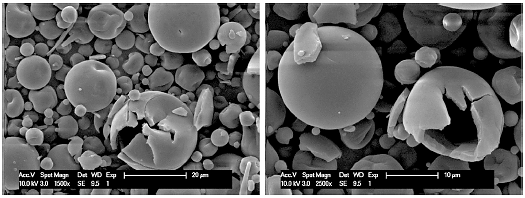 Acc.V Spot Magn Det WD Exp 20 µm
10.0 kV 3.0 1500x SE 9.5 1
Acc.V Spot Magn Det WD Exp 10 µm
10.0 kV 3.0 2500x SE 9.5 1